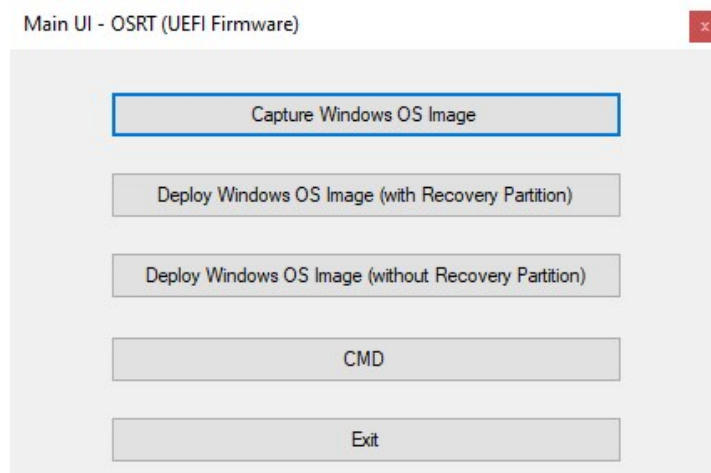 Main UI - OSRT (UEFI Firmware)
x
Capture Windows OS Image
Deploy Windows OS Image (with Recovery Partition)
Deploy Windows OS Image (without Recovery Partition)
CMD
Exit